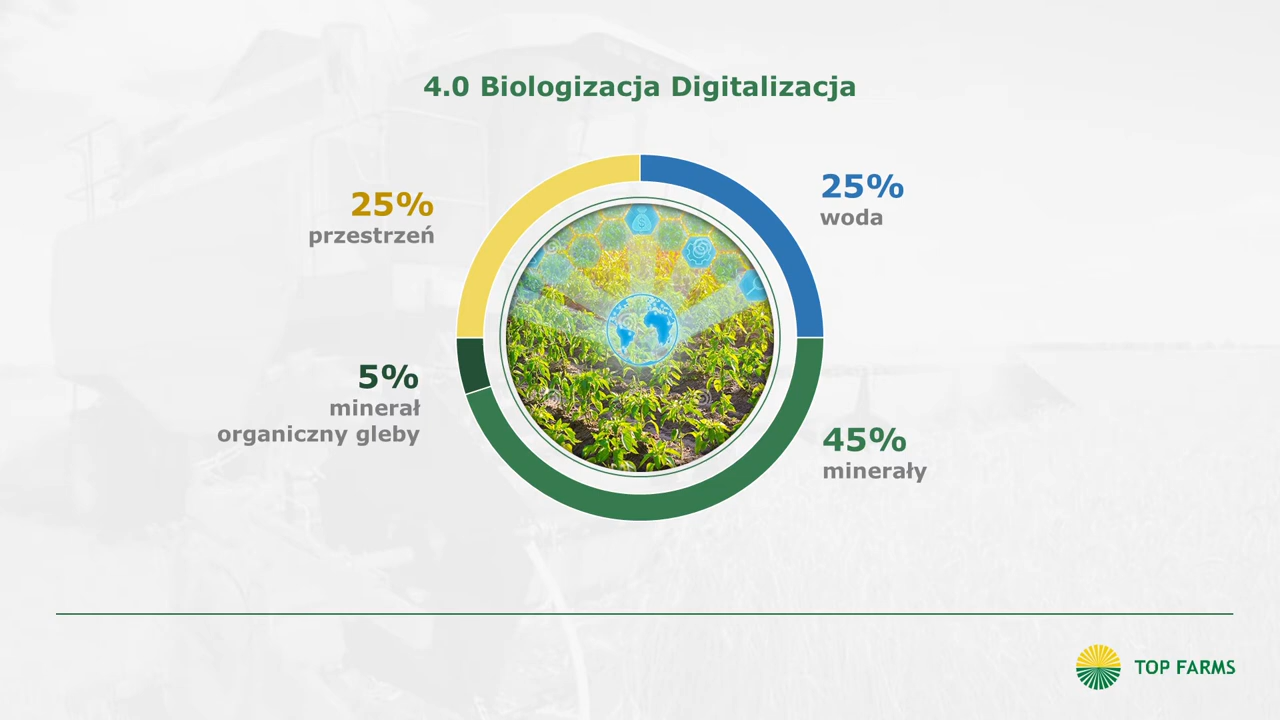 4.0 Biologizacja Digitalizacja
25%
przestrzeń
25%
woda
5%
minerał
organiczny gleby
45%
minerały
TOP FARMS